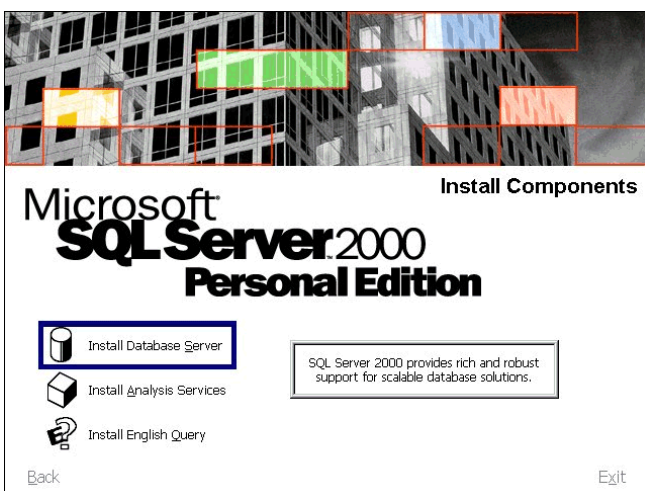 Install Components
Microsoft
SQL Server 2000
Personal Edition
Install Database Server
SQL Server 2000 provides rich and robust
support for scalable database solutions.
Install Analysis Services
Install English Query
Back
Exit